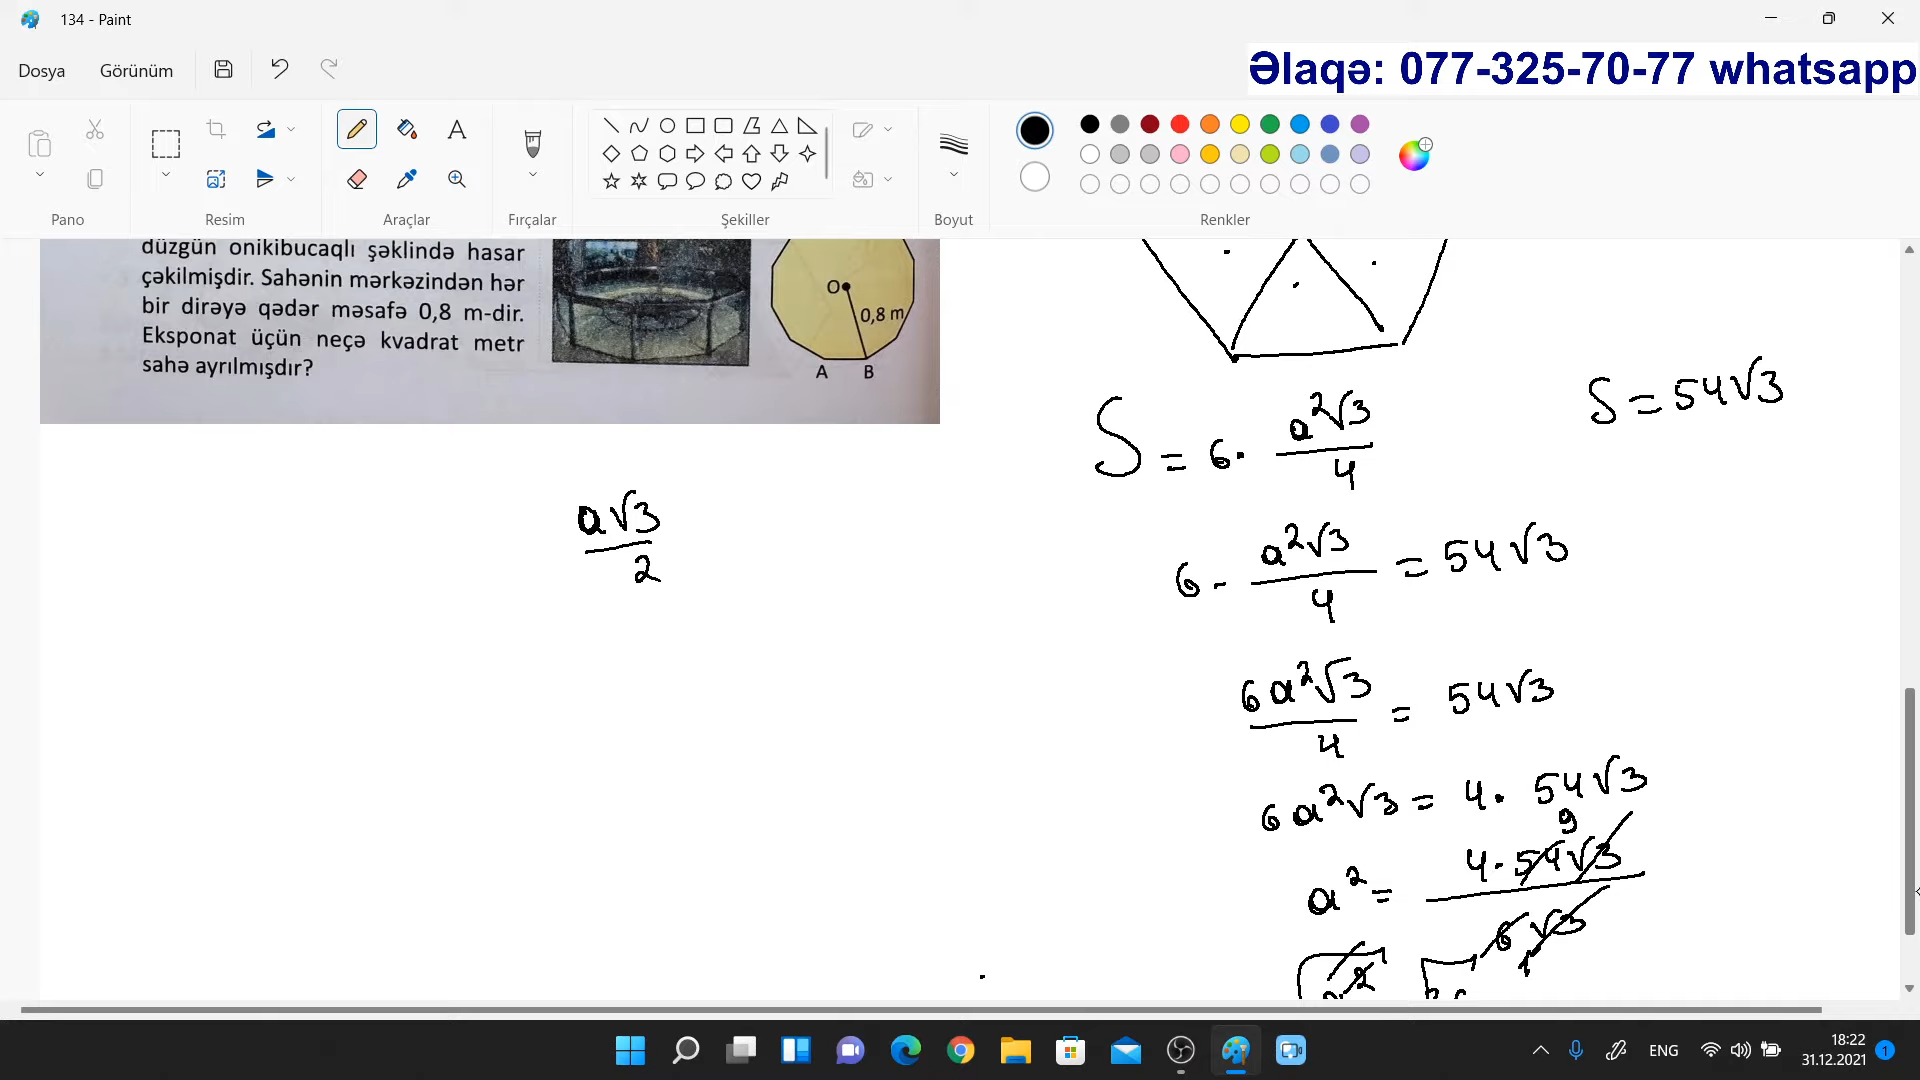 134 - Paint
Dosya Görünüm
Əlaqə: 077-325-70-77 whatsapp
A
Pano
Resim
Araçlar
Fırçalar
Şekiller
Boyut
Renkler
düzgün onikibucaqlı şəklində hasar
çəkilmişdir. Sahənin mərkəzindən hər
bir dirəyə qədər məsafə 0,8 m-dir.
Eksponat üçün neçə kvadrat metr
sahə ayrılmışdır?
O
0,8 m
A B
a√3
2
S = 6 · a²√3 / 4
S = 54√3
6 - a²√3 / 4 = 54√3
6a²√3 / 4 = 54√3
6a²√3 = 4 · 54√3
9
a² = 4 · 54√3 / 6√3
1
ENG
18:22
31.12.2021
1